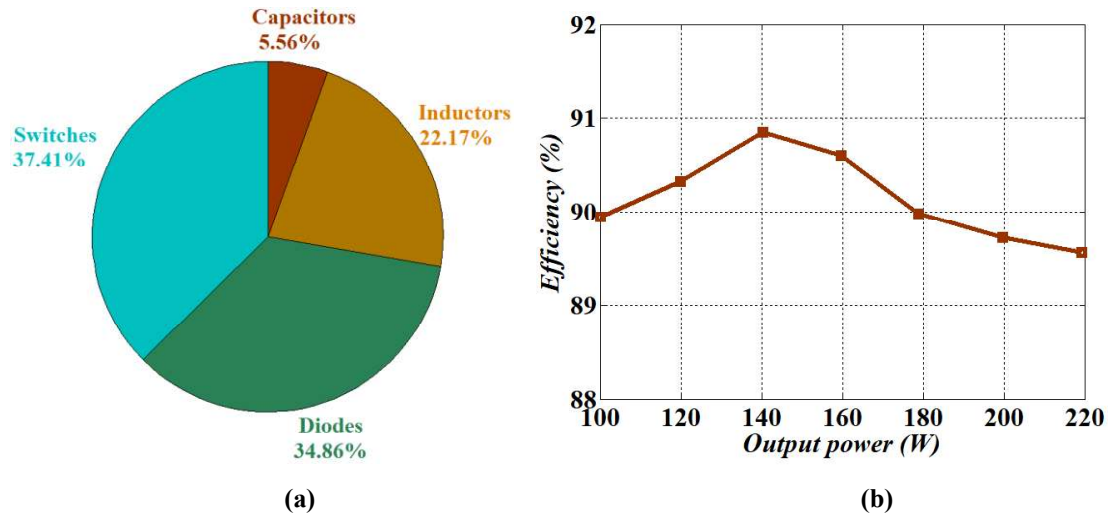 Capacitors
5.56%
Inductors
22.17%
Switches
37.41%
Diodes
34.86%
(a)
92
91
90
89
88
Efficiency (%)
100 120 140 160 180 200 220
Output power (W)
(b)